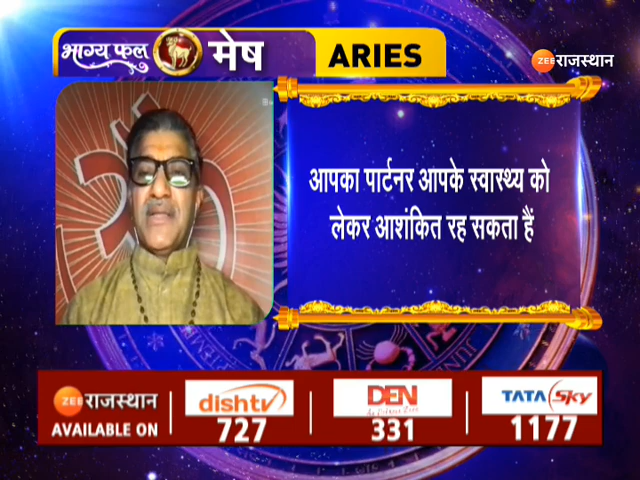 भाग्य फल मेष ARIES
ZEE राजस्थान
आपका पार्टनर आपके स्वास्थ्य को
लेकर आशंकित रह सकता हैं
ZEE राजस्थान
AVAILABLE ON
dishtv
727
DEN
331
TATA Sky
1177